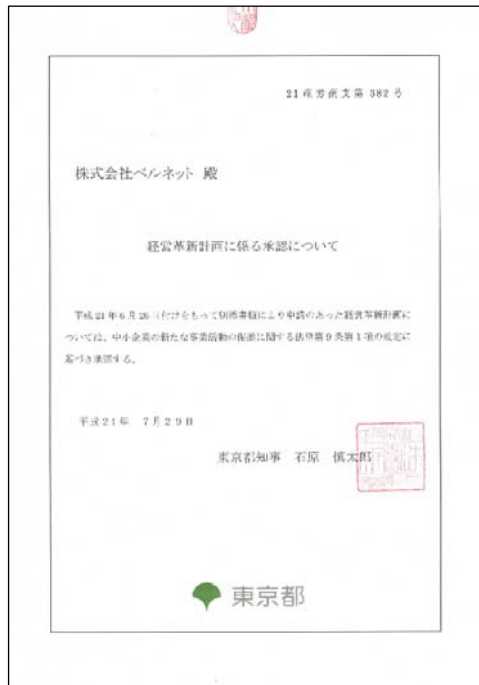 21産労商支第382号
株式会社ベルネット 殿
経営革新計画に係る承認について
平成21年6月26日付けをもって別添書類により申請のあった経営革新計画に
ついては、中小企業の新たな事業活動の促進に関する法律第9条第1項の規定に
基づき承認する。
平成21年 7月29日
東京都知事 石原 慎太郎
東京都